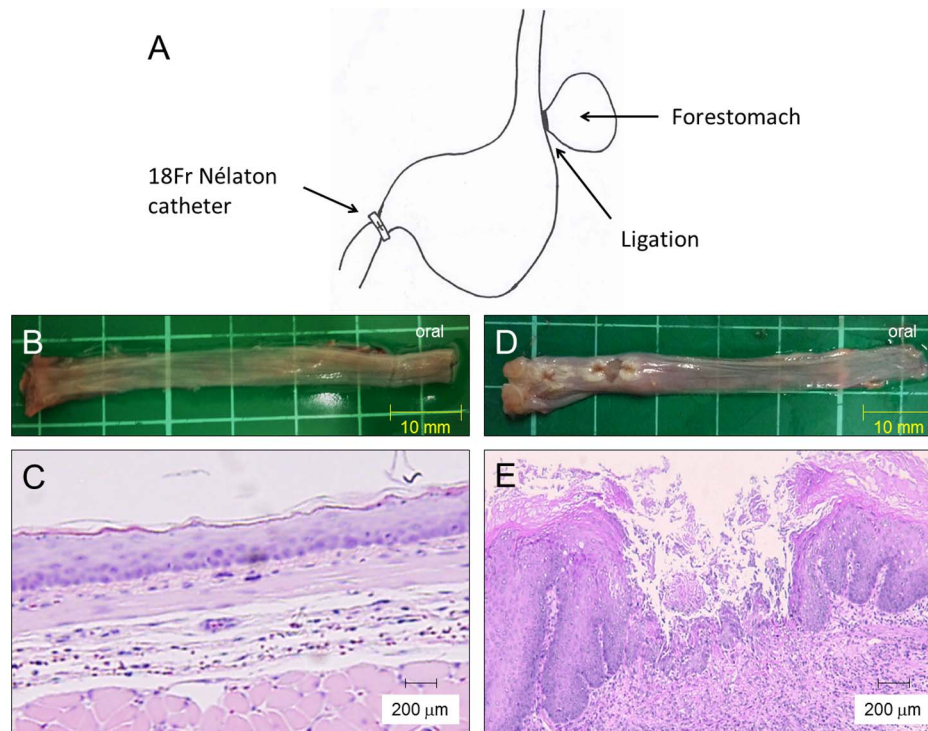 A
Forestomach
18Fr Nélaton
catheter
Ligation
B
oral
10 mm
D
oral
10 mm
C
200 μm
E
200 μm